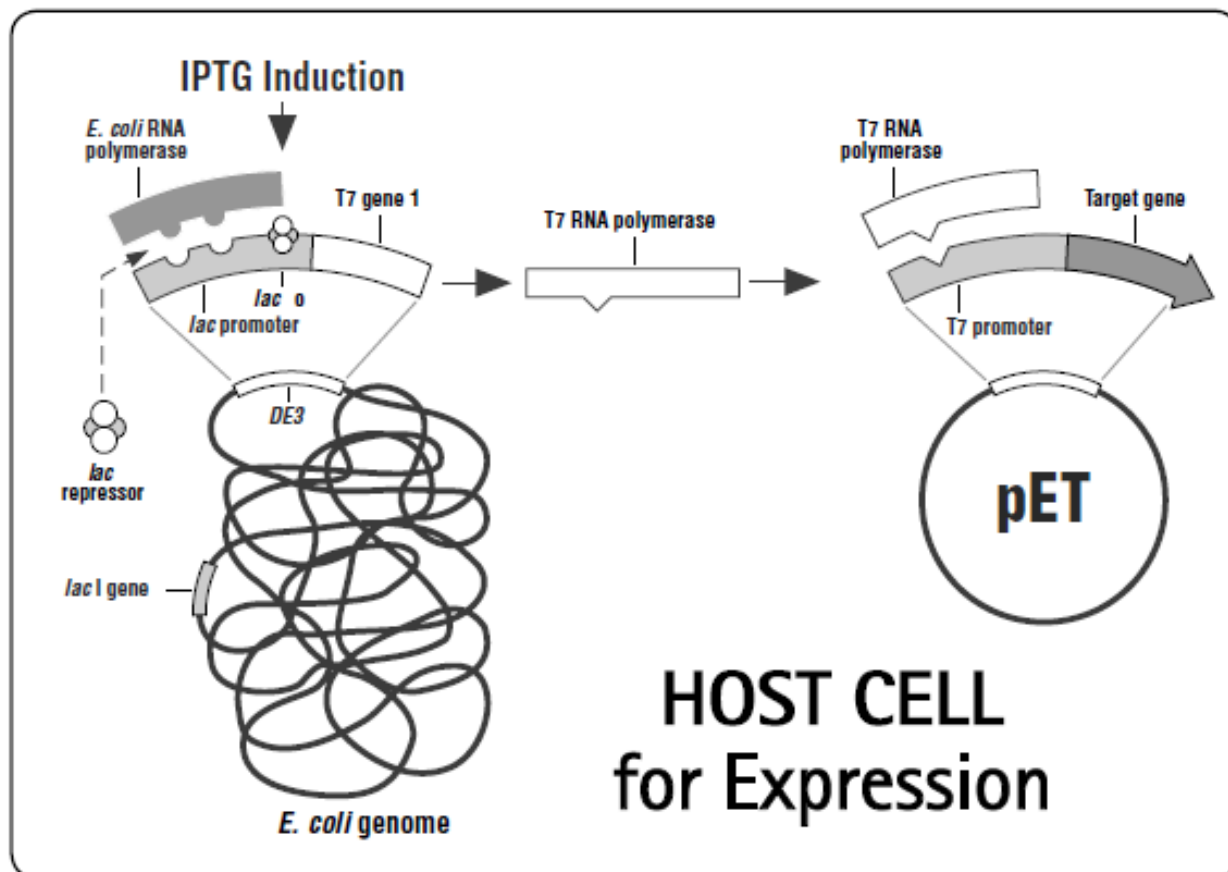 IPTG Induction
E. coli RNA
polymerase
T7 gene 1
lac o
lac promoter
DE3
lac
repressor
lac I gene
E. coli genome
T7 RNA polymerase
T7 RNA
polymerase
Target gene
T7 promoter
pET
HOST CELL
for Expression